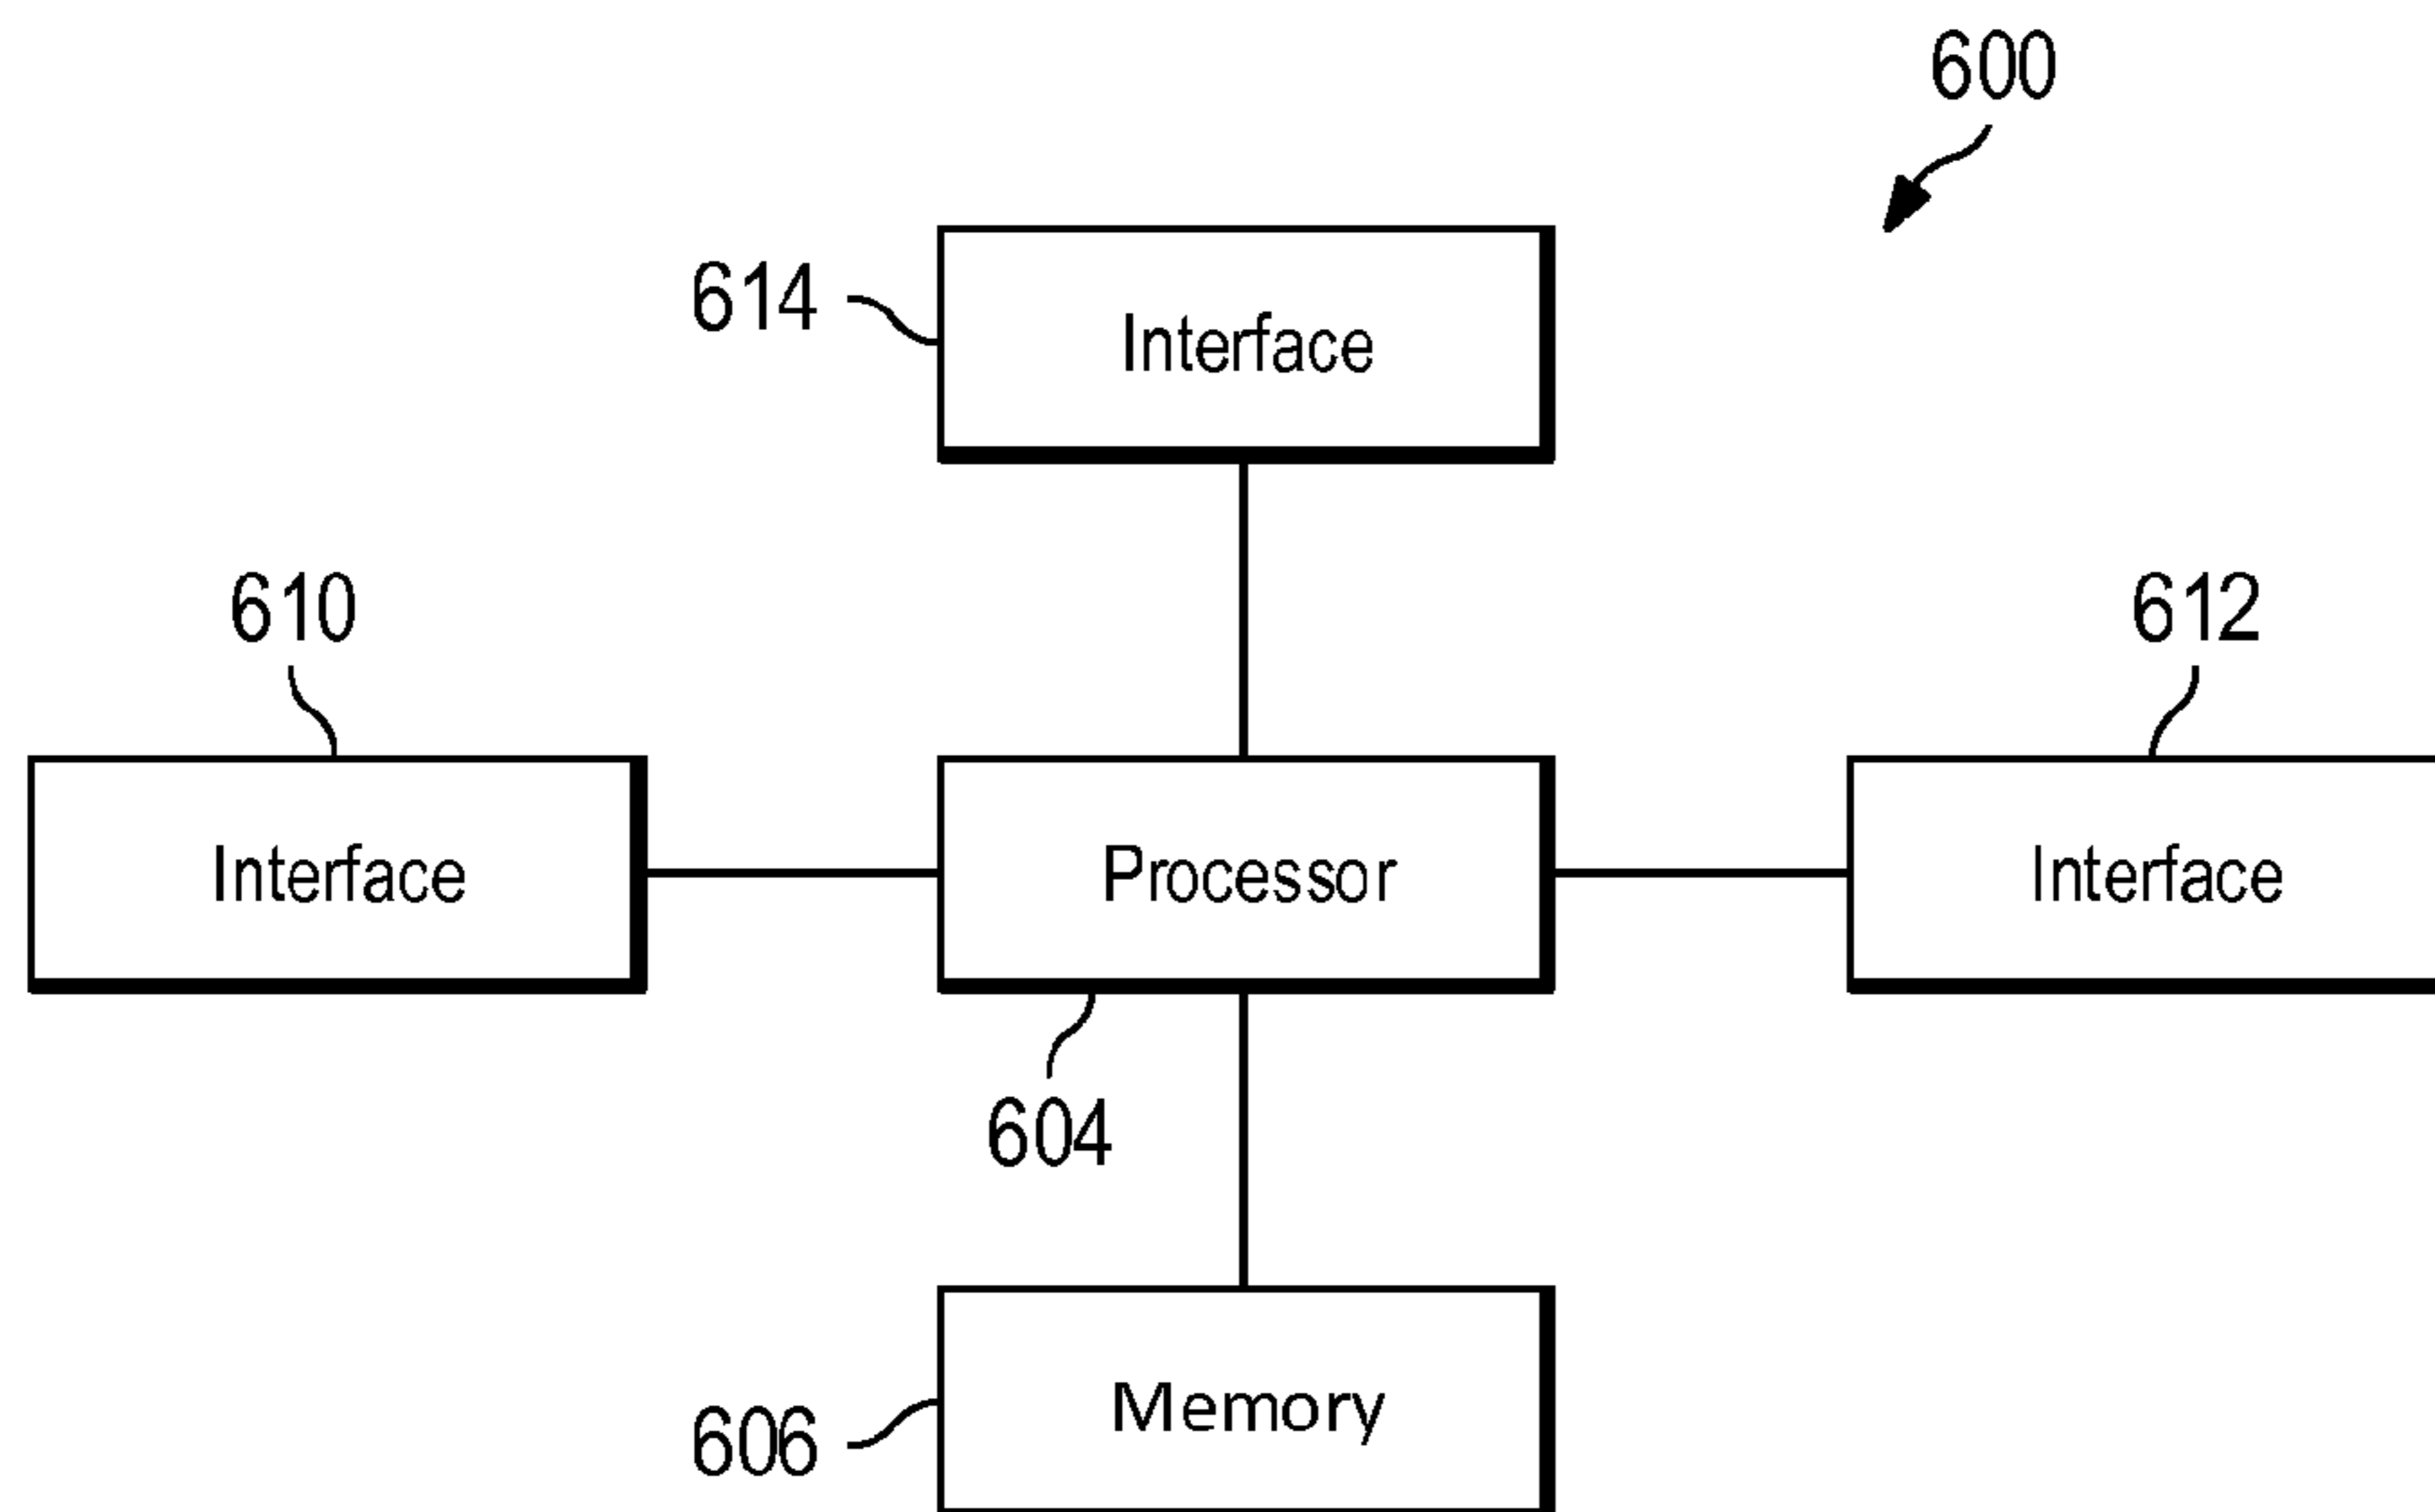 600
614
Interface
610
612
Interface
Processor
Interface
604
Memory
606